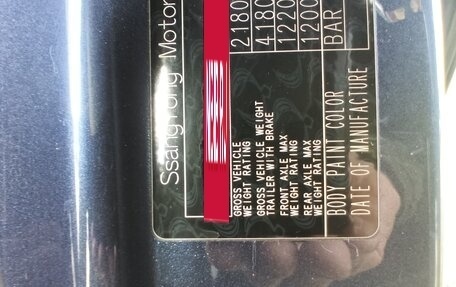 SsangYong Motor
GROSS VEHICLE WEIGHT RATING 2180
GROSS VEHICLE WEIGHT TRAILER WITH BRAKE 4180
FRONT AXLE MAX WEIGHT RATING 1220
REAR AXLE MAX WEIGHT RATING 1200
BODY PAINT COLOR BAR
DATE OF MANUFACTURE